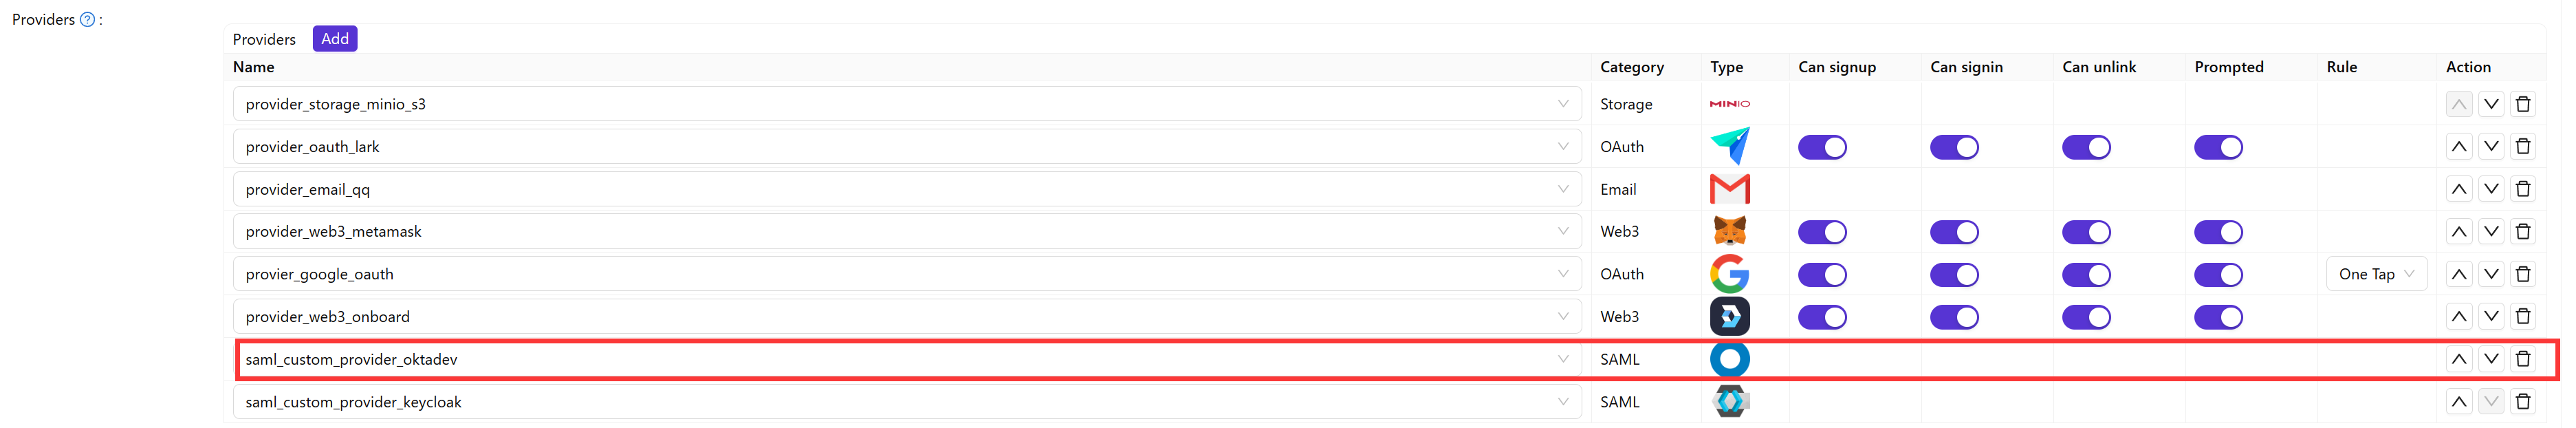 Providers ? :
Providers Add
Name Category Type Can signup Can signin Can unlink Prompted Rule Action
provider_storage_minio_s3 Storage MINIO
provider_oauth_lark OAuth
provider_email_qq Email
provider_web3_metamask Web3
provier_google_oauth OAuth One Tap
provider_web3_onboard Web3
saml_custom_provider_oktadev SAML
saml_custom_provider_keycloak SAML